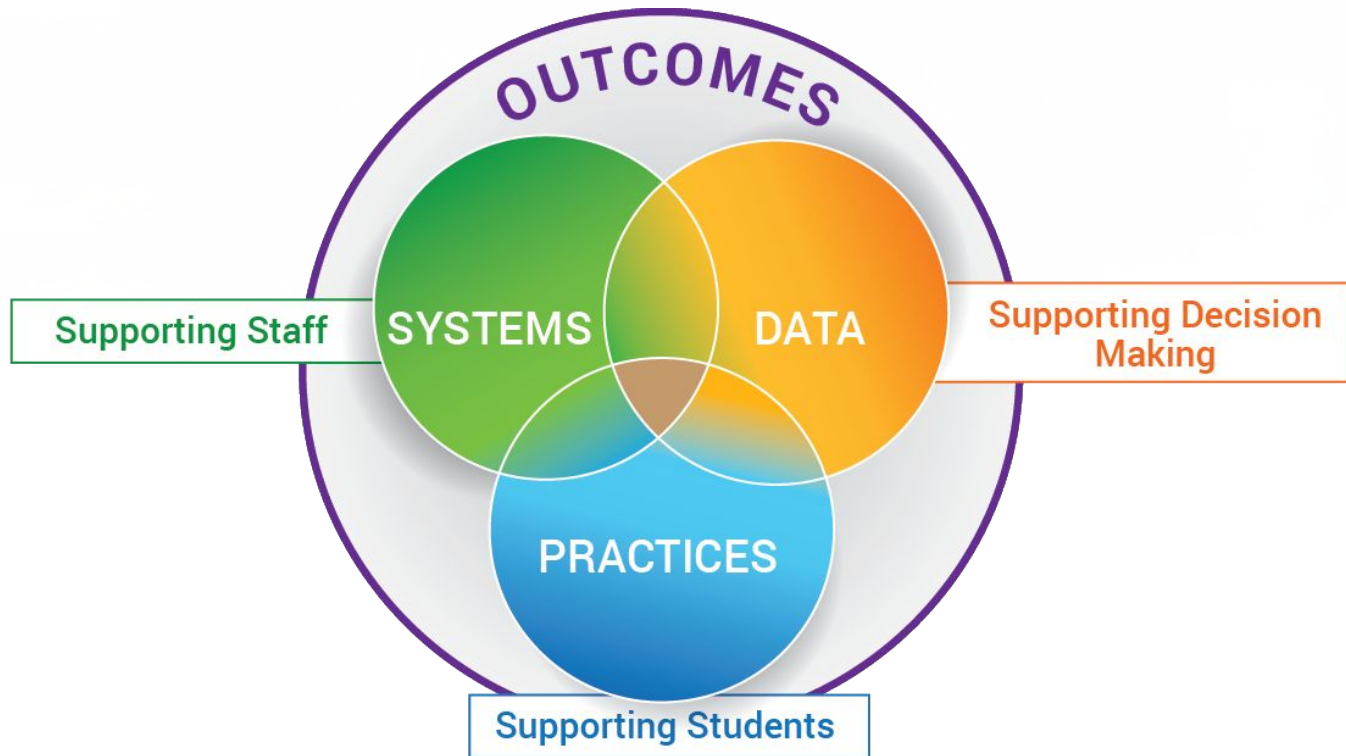 OUTCOMES
SYSTEMS
DATA
Supporting Staff
Supporting Decision
Making
PRACTICES
Supporting Students